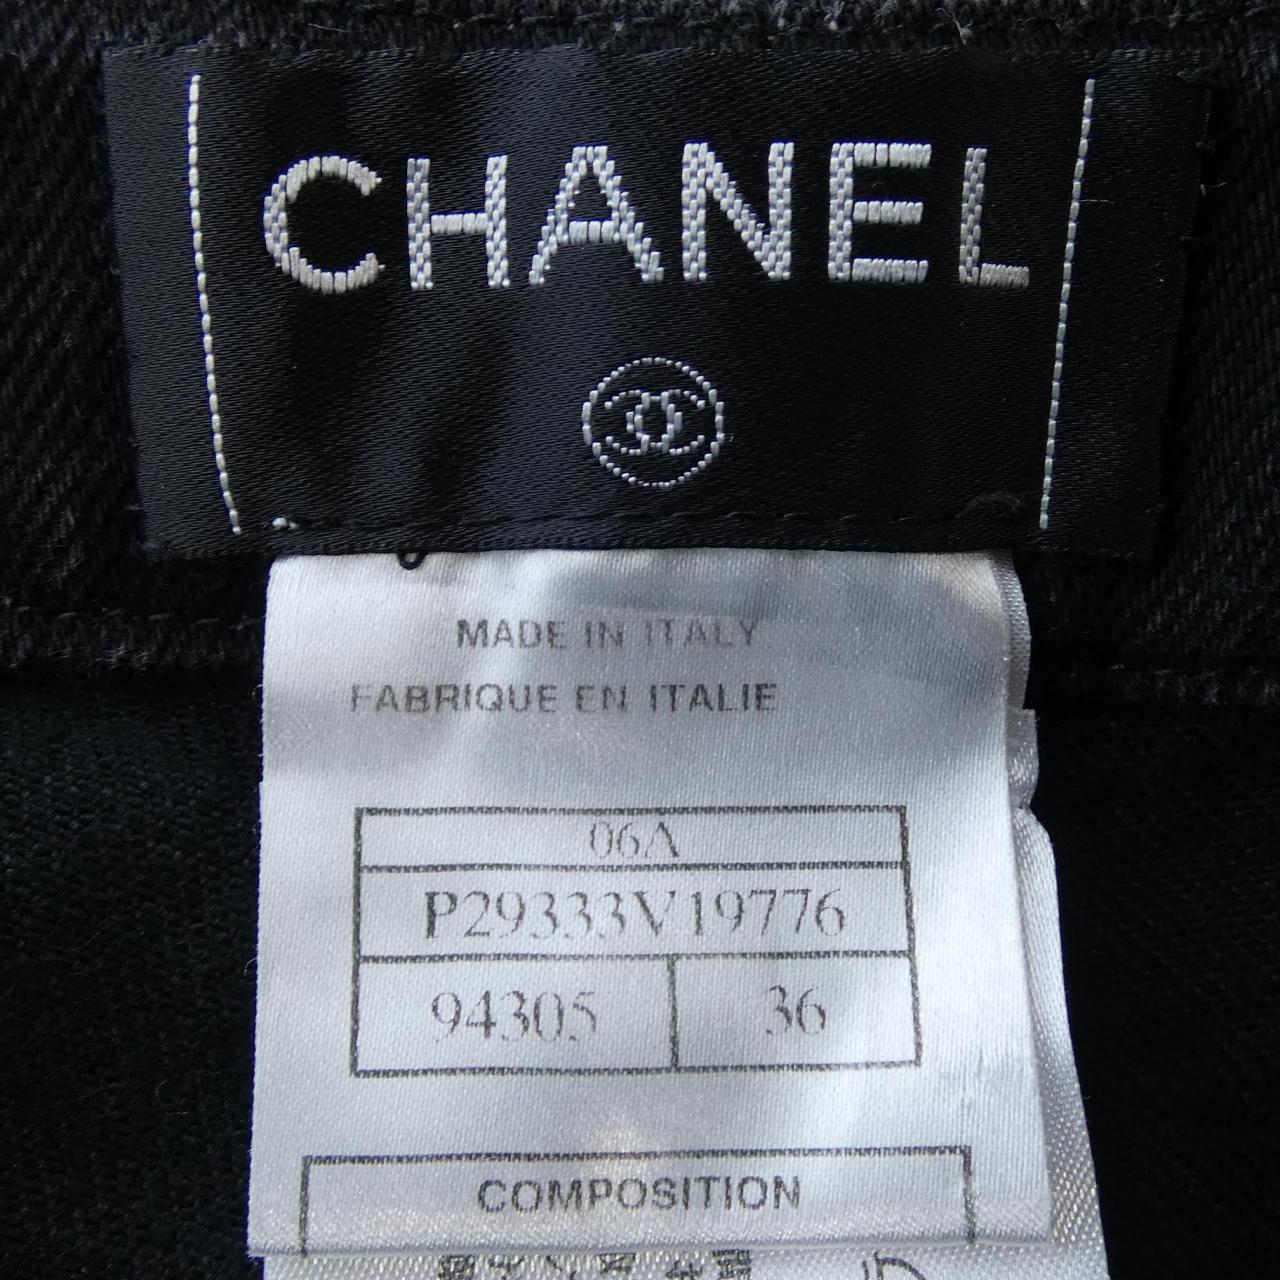 CHANEL
MADE IN ITALY
FABRIQUE EN ITALIE
06A
P29333V19776
94305 36
COMPOSITION